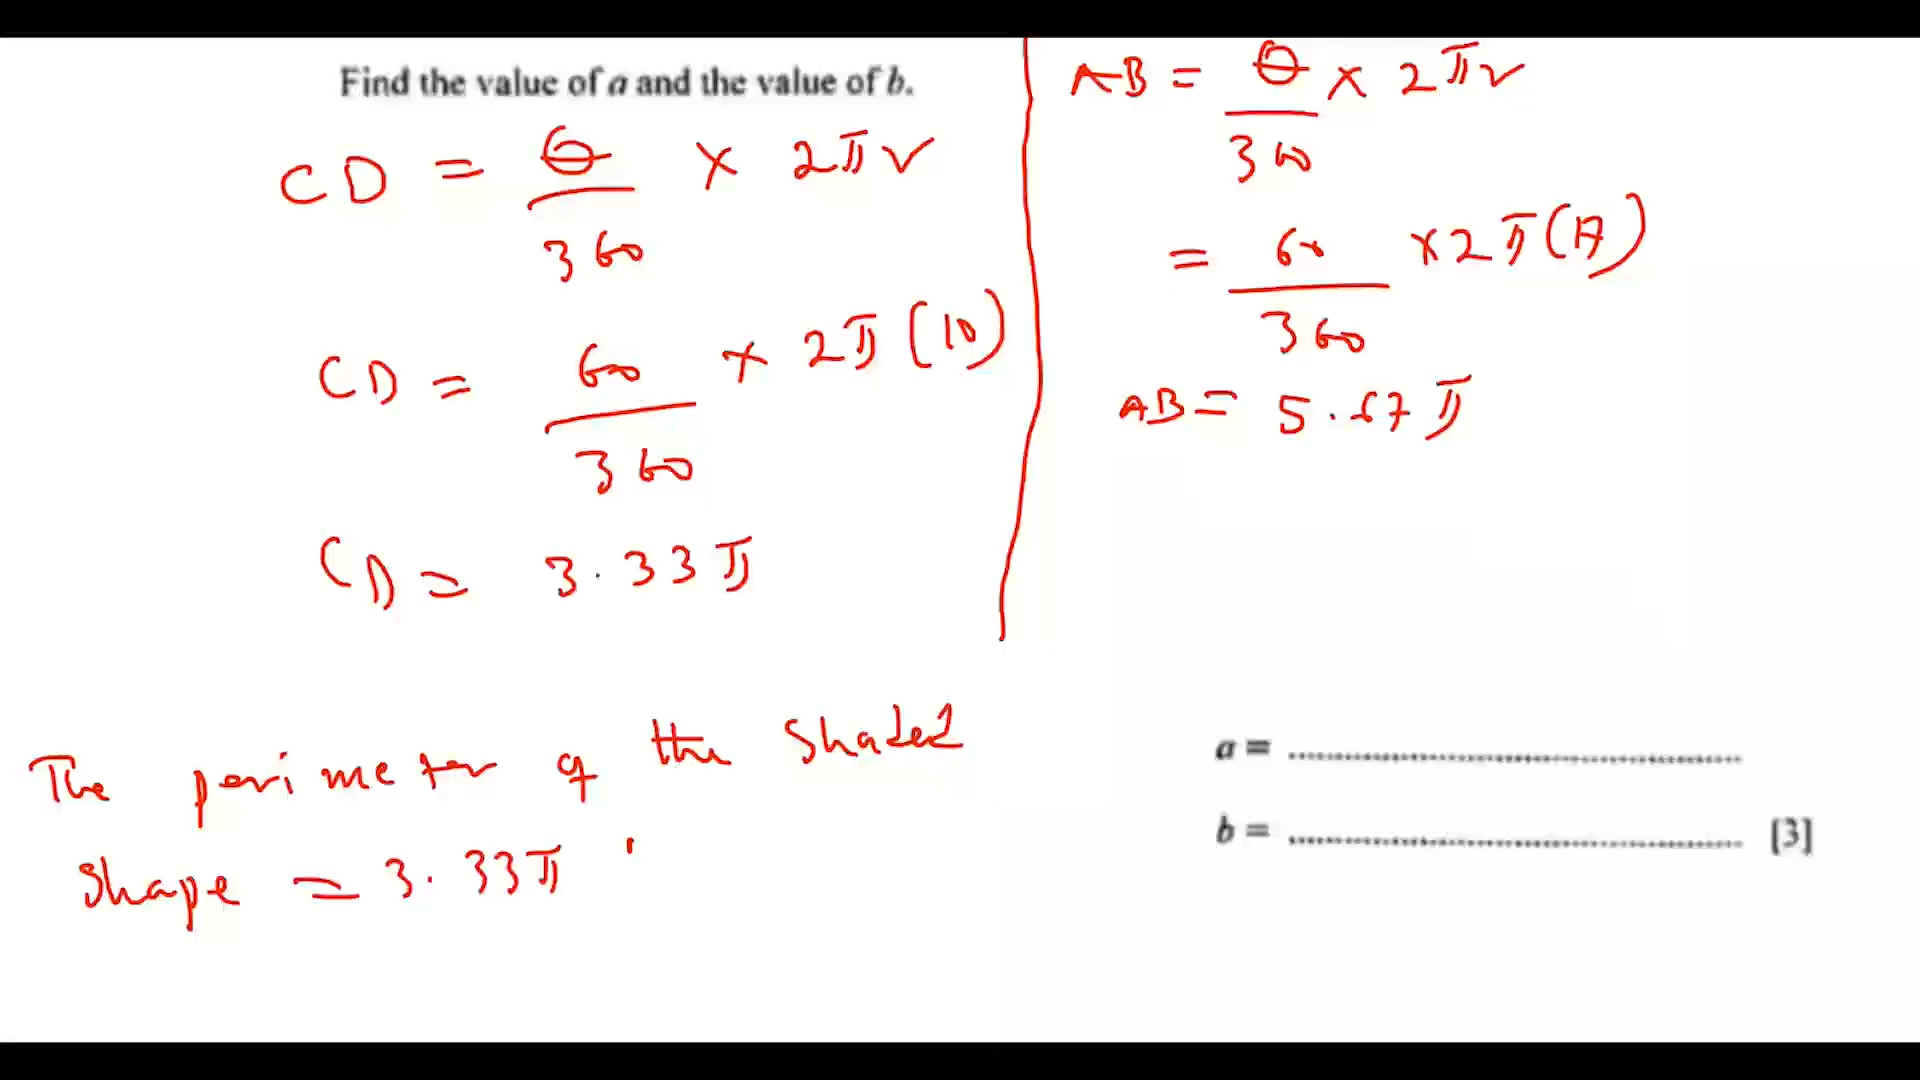 Find the value of a and the value of b.
CD = θ/360 × 2πr
CD = 60/360 × 2π(10)
CD = 3.33π
AB = θ/360 × 2πr
= 60/360 × 2π(17)
AB = 5.67π
The perimeter of the shaded
shape = 3.33π
a = ........................................
b = ........................................ [3]